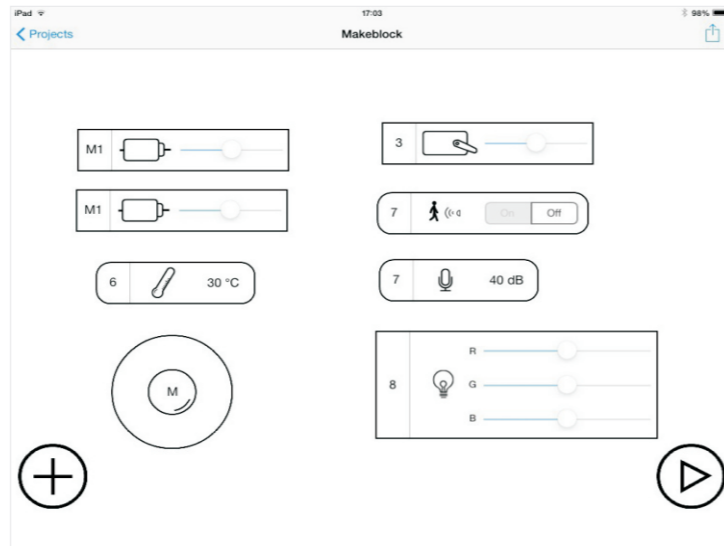 iPad 17:03 98%
Projects Makeblock
M1
3
M1
7 On Off
6 30 °C
7 40 dB
R
8 G
B
M